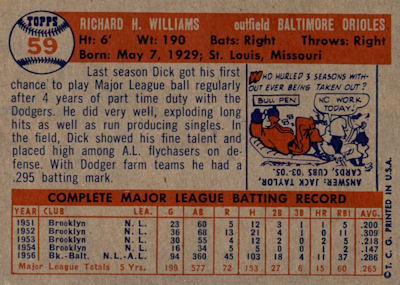 TOPPS
59
RICHARD H. WILLIAMS outfield BALTIMORE ORIOLES
Ht: 6' Wt: 190 Bats: Right Throws: Right
Born: May 7, 1929; St. Louis, Missouri
Last season Dick got his first
chance to play Major League ball regularly
after 4 years of part time duty with the
Dodgers. He did very well, exploding long
hits as well as run producing singles. In
the field, Dick showed his fine talent and
placed high among A.L. flychasers on de-
fense. With Dodger farm teams he had a
.295 batting mark.
WHO HURLED 3 SEASONS WITH-
OUT EVER BEING TAKEN OUT?
BULL PEN
NO WORK
TODAY!
ANSWER: JACK TAYLOR,
CARDS, CUBS '03-'05.
COMPLETE MAJOR LEAGUE BATTING RECORD
YEAR CLUB LEA. G AB R H 2B 3B HR RBI AVG.
1951 Brooklyn N. L. 23 60 5 12 3 1 1 5 .200
1952 Brooklyn N. L. 36 68 13 21 4 1 0 11 .309
1953 Brooklyn N. L. 30 55 4 12 2 0 2 5 .218
1954 Brooklyn N. L. 16 34 5 5 0 0 1 2 .147
1956 Bk.-Balt. N.L.-A.L. 94 360 45 103 18 4 11 37 .286
Major League Totals 5 Yrs. 199 577 72 153 27 6 15 60 .265
© T. C. G. PRINTED IN U.S.A.